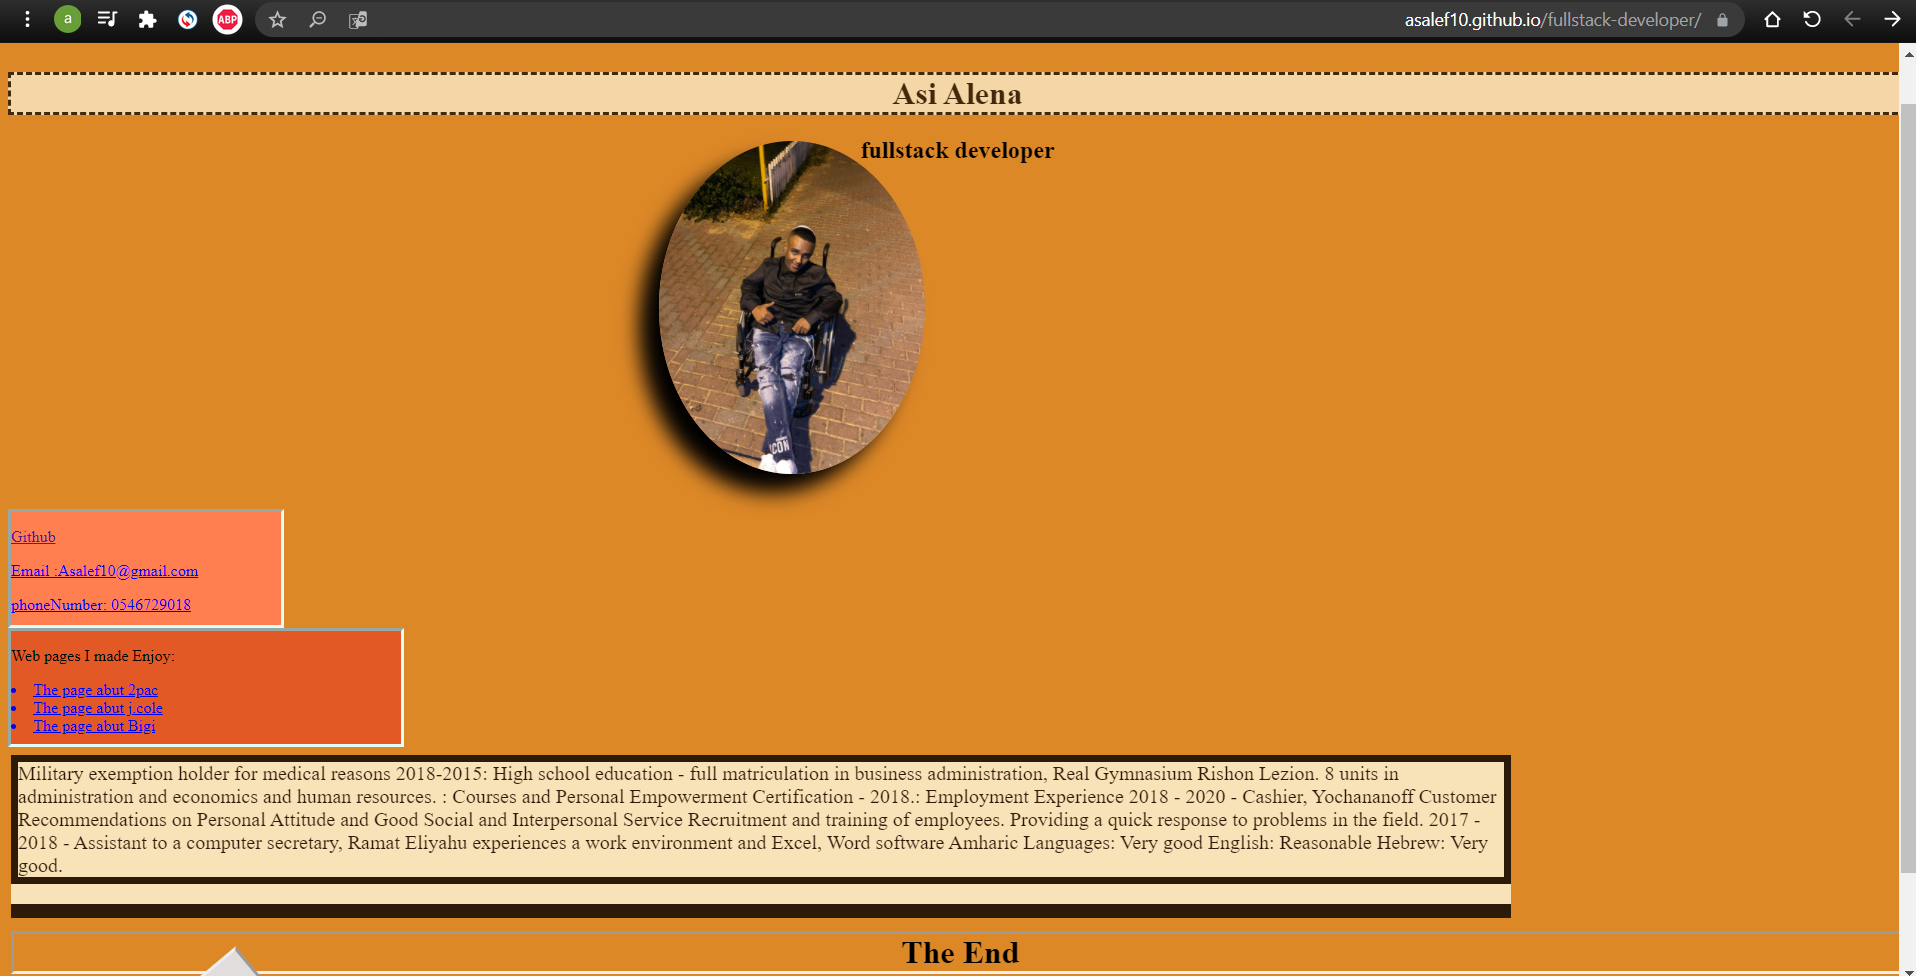 a
ABP
asalef10.github.io/fullstack-developer/
Asi Alena
fullstack developer
ICON
Github
Email :Asalef10@gmail.com
phoneNumber: 0546729018
Web pages I made Enjoy:
The page abut 2pac
The page abut j.cole
The page abut Bigi
Military exemption holder for medical reasons 2018-2015: High school education - full matriculation in business administration, Real Gymnasium Rishon Lezion. 8 units in
administration and economics and human resources. : Courses and Personal Empowerment Certification - 2018.: Employment Experience 2018 - 2020 - Cashier, Yochananoff Customer
Recommendations on Personal Attitude and Good Social and Interpersonal Service Recruitment and training of employees. Providing a quick response to problems in the field. 2017 -
2018 - Assistant to a computer secretary, Ramat Eliyahu experiences a work environment and Excel, Word software Amharic Languages: Very good English: Reasonable Hebrew: Very
good.
The End